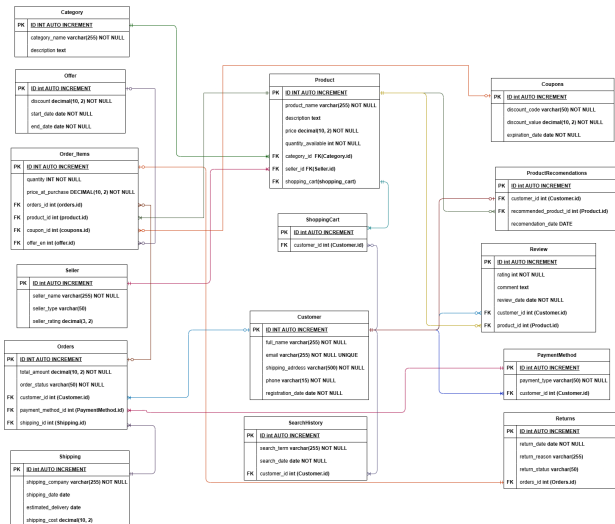 Category
PK ID INT AUTO INCREMENT
category_name varchar(255) NOT NULL
description text
Offer
PK ID int AUTO INCREMENT
discount decimal(10, 2) NOT NULL
start_date date NOT NULL
end_date date NOT NULL
Order_Items
PK ID INT AUTO INCREMENT
quantity INT NOT NULL
price_at_purchase DECIMAL(10, 2) NOT NULL
FK orders_id int (orders.id)
FK product_id int (product.id)
FK coupon_id int (coupons.id)
FK offer_on int (offer.id)
Seller
PK ID int AUTO INCREMENT
seller_name varchar(255) NOT NULL
seller_type varchar(50)
seller_rating decimal(3, 2)
Orders
PK ID int AUTO INCREMENT
total_amount decimal(10, 2) NOT NULL
order_status varchar(50) NOT NULL
FK customer_id int (Customer.id)
FK payment_method_id int (PaymentMethod.id)
FK shipping_id int (Shipping.id)
Shipping
PK ID int AUTO INCREMENT
shipping_company varchar(255) NOT NULL
shipping_date date
estimated_delivery date
shipping_cost decimal(10, 2)
Product
PK ID INT AUTO INCREMENT
product_name varchar(255) NOT NULL
description text
price decimal(10, 2) NOT NULL
quantity_available int NOT NULL
FK category_id FK(Category.id)
FK seller_id FK(Seller.id)
FK shopping_cart(shopping_cart)
ShoppingCart
PK ID int AUTO INCREMENT
FK customer_id int (Customer.id)
Customer
PK ID int AUTO INCREMENT
full_name varchar(255) NOT NULL
email varchar(255) NOT NULL UNIQUE
shipping_addess varchar(500) NOT NULL
phone varchar(15) NOT NULL
registration_date date NOT NULL
SearchHistory
PK ID int AUTO INCREMENT
search_term varchar(255) NOT NULL
search_date date NOT NULL
FK customer_id int (Customer.id)
Coupons
PK ID int AUTO INCREMENT
discount_code varchar(50) NOT NULL
discount_value decimal(10, 2) NOT NULL
expiration_date date NOT NULL
ProductRecomendations
PK ID int AUTO INCREMENT
FK customer_id int (Customer.id)
FK recommended_product_id int (Product.id)
recomendation_date DATE
Review
PK ID int AUTO INCREMENT
rating int NOT NULL
comment text
review_date date NOT NULL
FK customer_id int (Customer.id)
FK product_id int (Product.id)
PaymentMethod
PK ID int AUTO INCREMENT
payment_type varchar(50) NOT NULL
FK customer_id int (Customer.id)
Returns
PK ID int AUTO INCREMENT
return_date date NOT NULL
return_reason varchar(255)
return_status varchar(50)
FK orders_id int (Orders.id)